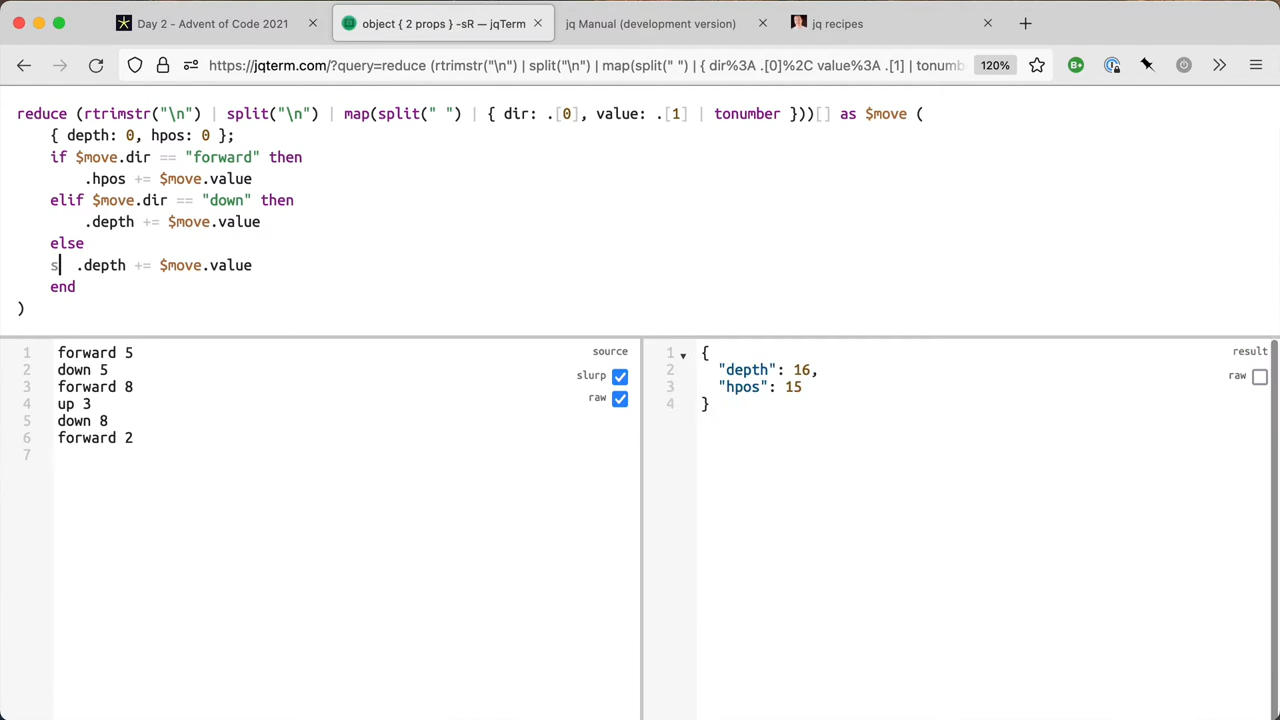 Day 2 - Advent of Code 2021
object { 2 props } -sR — jqTerm
jq Manual (development version)
jq recipes
https://jqterm.com/?query=reduce (rtrimstr("\n") | split("\n") | map(split(" ") | { dir%3A .[0]%2C value%3A .[1] | tonumb
120%
reduce (rtrimstr("\n") | split("\n") | map(split(" ") | { dir: .[0], value: .[1] | tonumber }))[] as $move (
{ depth: 0, hpos: 0 };
if $move.dir == "forward" then
.hpos += $move.value
elif $move.dir == "down" then
.depth += $move.value
else
s .depth += $move.value
end
)
1 forward 5
2 down 5
3 forward 8
4 up 3
5 down 8
6 forward 2
7
source
slurp
raw
1 {
2 "depth": 16,
3 "hpos": 15
4 }
result
raw